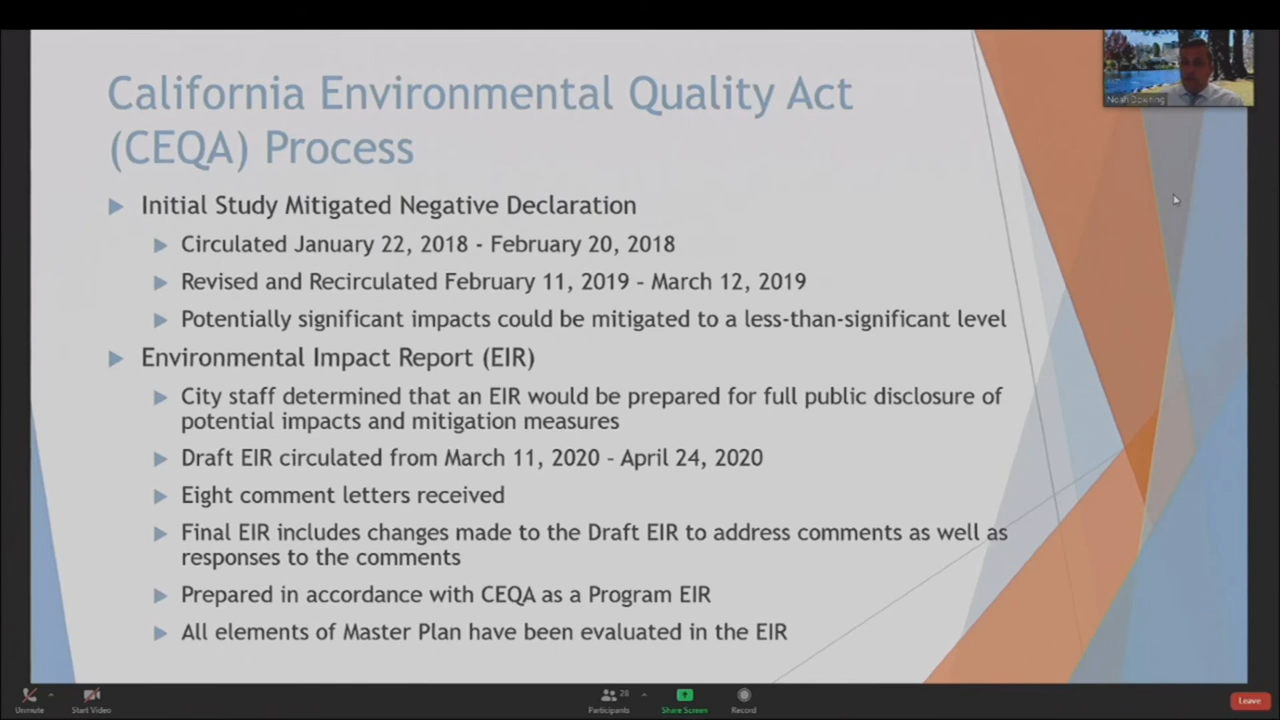 California Environmental Quality Act
(CEQA) Process
Noah Downing
Initial Study Mitigated Negative Declaration
Circulated January 22, 2018 - February 20, 2018
Revised and Recirculated February 11, 2019 – March 12, 2019
Potentially significant impacts could be mitigated to a less-than-significant level
Environmental Impact Report (EIR)
City staff determined that an EIR would be prepared for full public disclosure of
potential impacts and mitigation measures
Draft EIR circulated from March 11, 2020 – April 24, 2020
Eight comment letters received
Final EIR includes changes made to the Draft EIR to address comments as well as
responses to the comments
Prepared in accordance with CEQA as a Program EIR
All elements of Master Plan have been evaluated in the EIR
Unmute
Start Video
Participants
28
Share Screen
Record
Leave